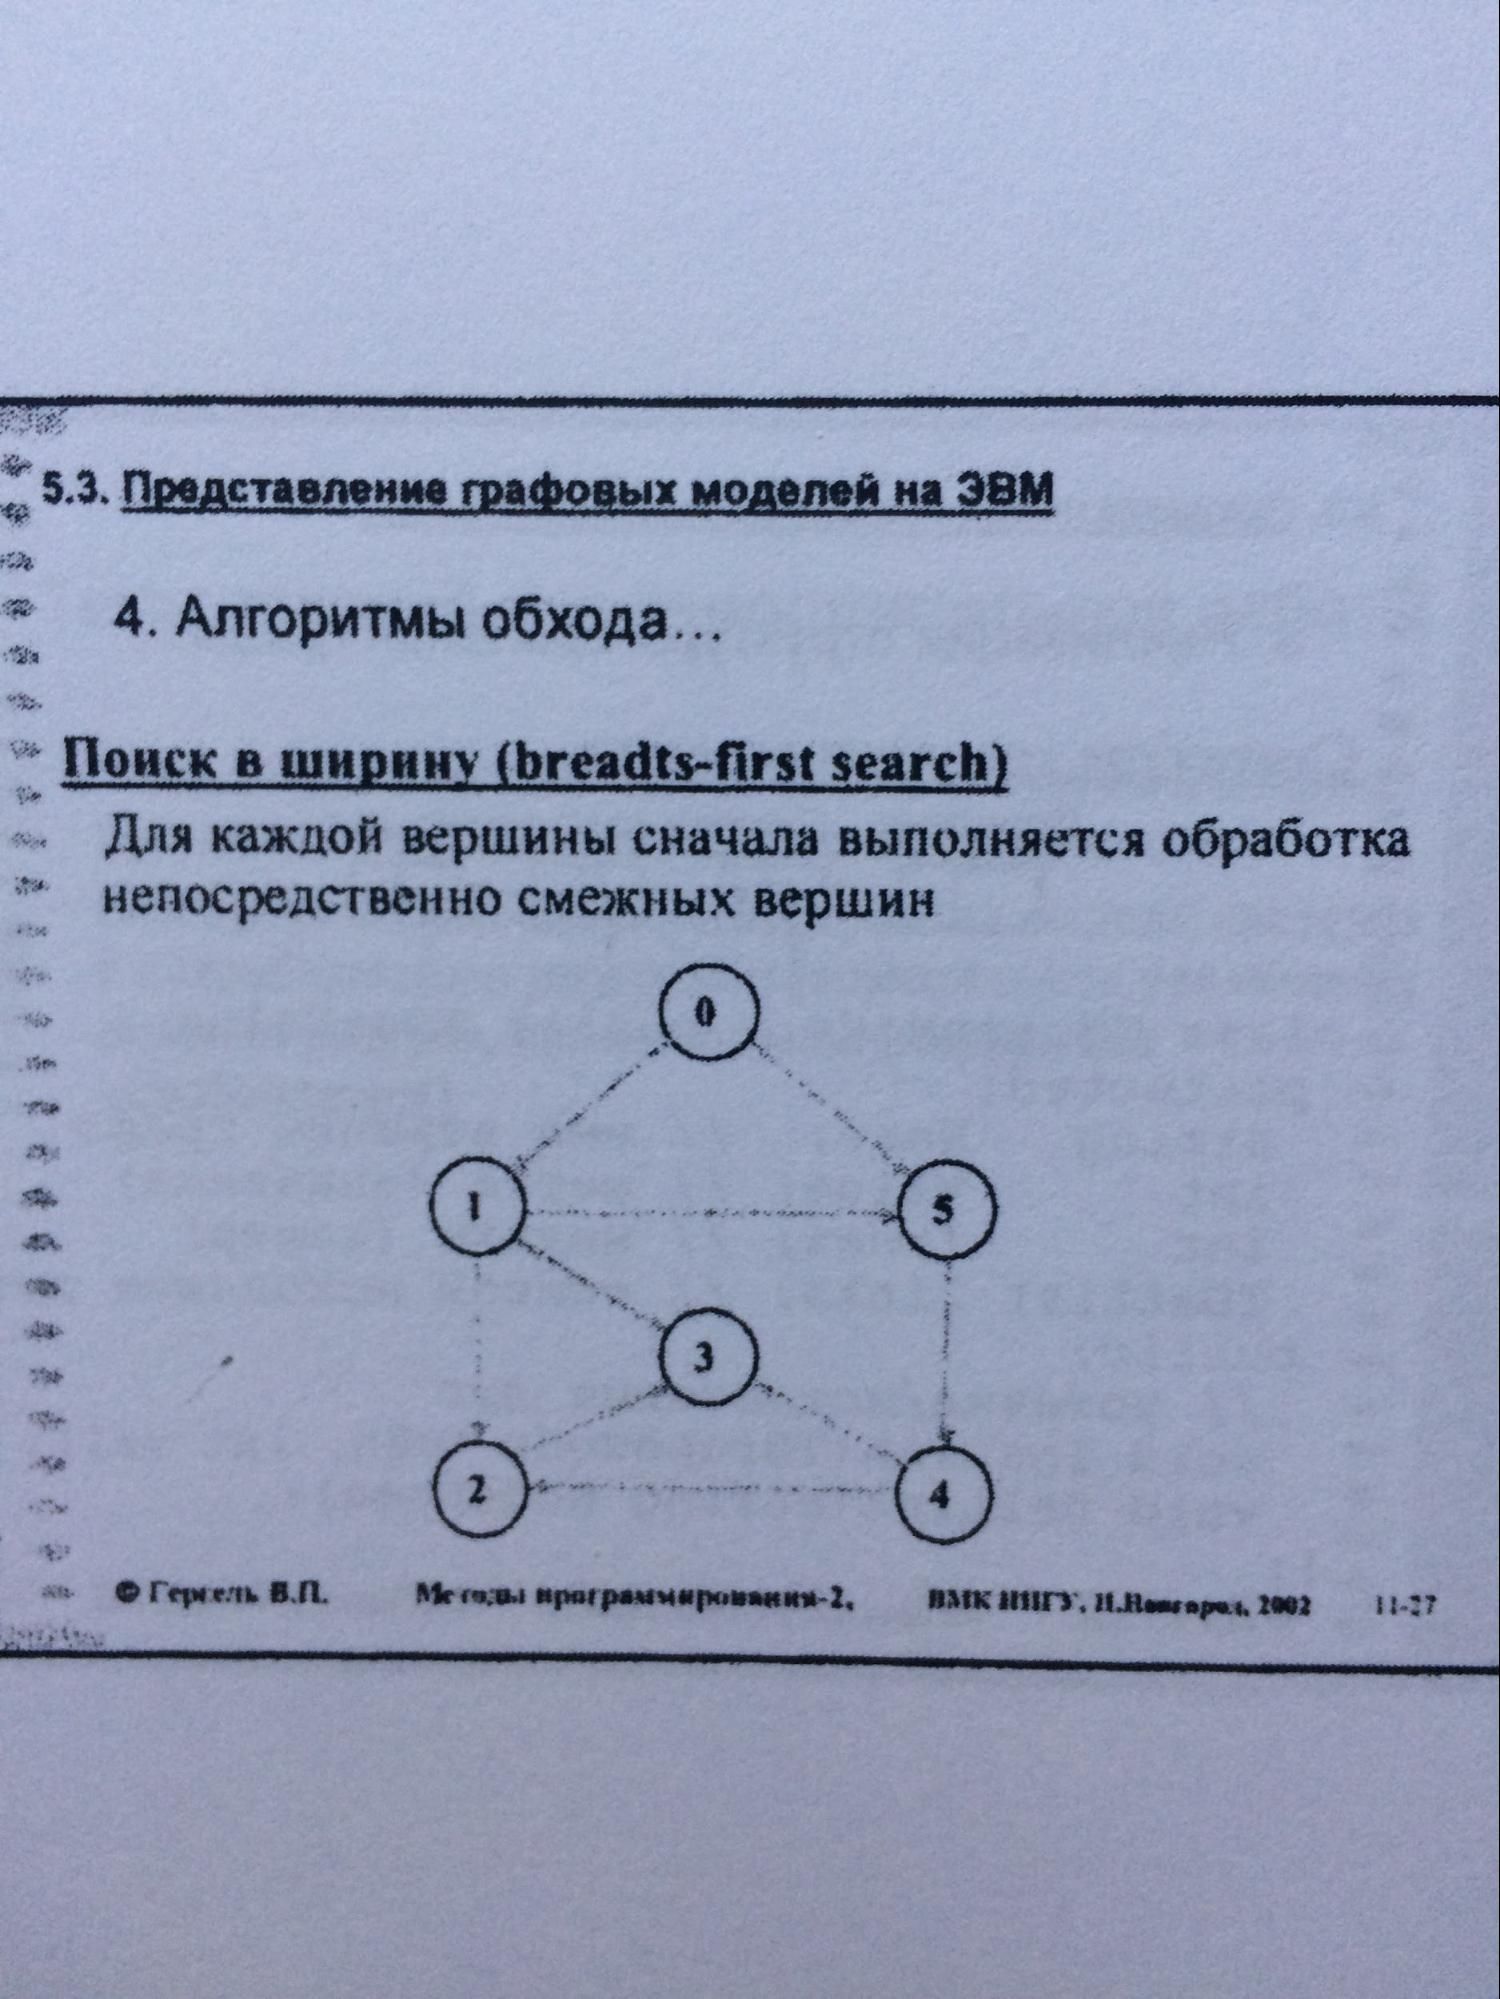 5.3. Представление графовых моделей на ЭВМ
4. Алгоритмы обхода...
Поиск в ширину (breadts-first search)
Для каждой вершины сначала выполняется обработка
непосредственно смежных вершин
0
1
5
3
2
4
© Гергель В.П. Методы программирования-2, ВМК ННГУ, Н.Новгород, 2002 11-27